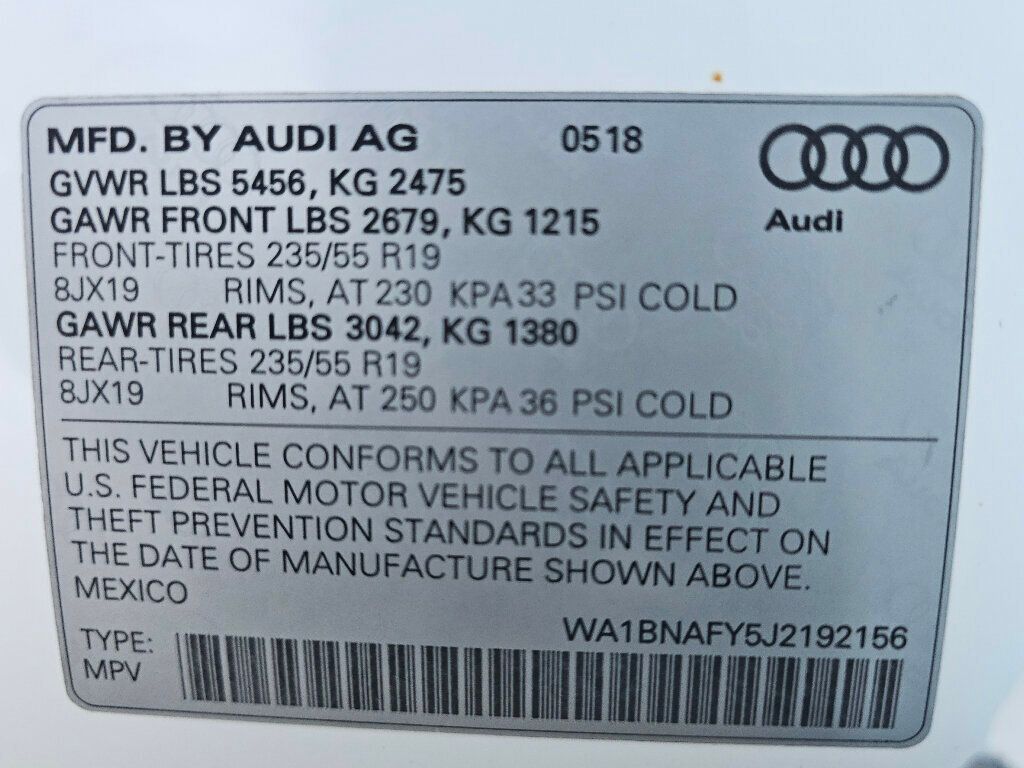 MFD. BY AUDI AG 0518
Audi
GVWR LBS 5456, KG 2475
GAWR FRONT LBS 2679, KG 1215
FRONT-TIRES 235/55 R19
8JX19 RIMS, AT 230 KPA 33 PSI COLD
GAWR REAR LBS 3042, KG 1380
REAR-TIRES 235/55 R19
8JX19 RIMS, AT 250 KPA 36 PSI COLD
THIS VEHICLE CONFORMS TO ALL APPLICABLE
U.S. FEDERAL MOTOR VEHICLE SAFETY AND
THEFT PREVENTION STANDARDS IN EFFECT ON
THE DATE OF MANUFACTURE SHOWN ABOVE.
MEXICO
WA1BNAFY5J2192156
TYPE:
MPV